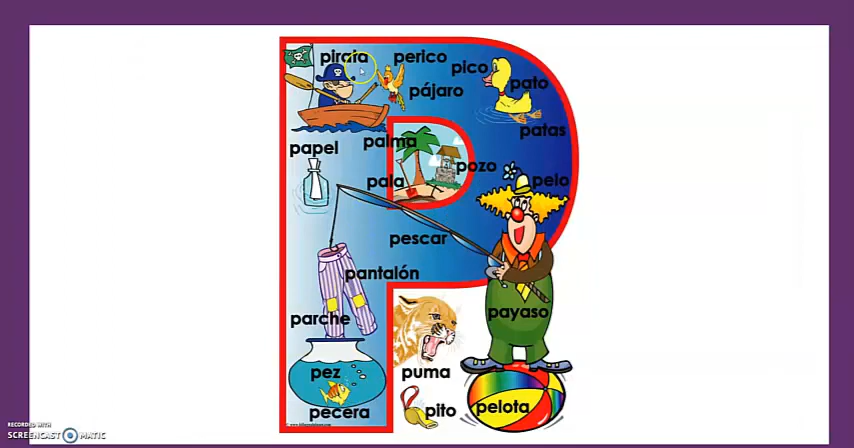 pirata
perico
pico
pájaro
pato
patas
papel
palma
pozo
pala
pelo
pescar
pantalón
parche
payaso
pez
puma
pecera
pito
pelota
RECORDED WITH
SCREENCAST MATIC